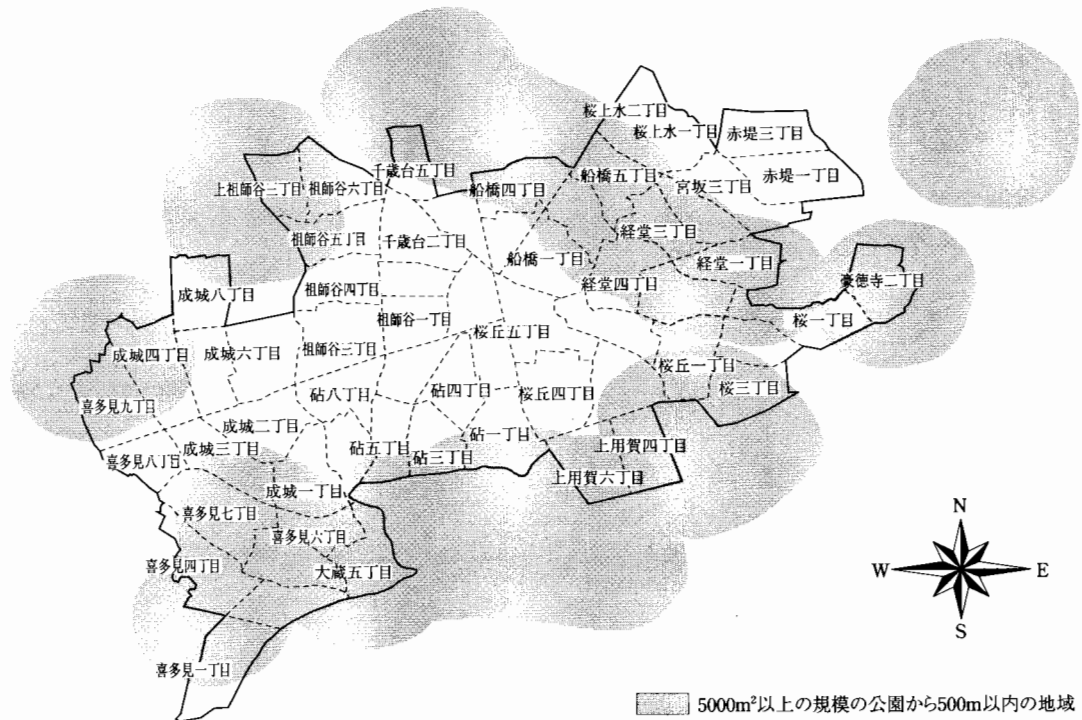 桜上水二丁目
桜上水一丁目
赤堤三丁目
千歳台五丁目
船橋五丁目
赤堤一丁目
上祖師谷三丁目
祖師谷六丁目
船橋四丁目
宮坂三丁目
祖師谷五丁目
千歳台二丁目
経堂三丁目
船橋一丁目
経堂一丁目
経堂四丁目
豪徳寺二丁目
成城八丁目
祖師谷四丁目
祖師谷一丁目
桜一丁目
桜丘五丁目
成城四丁目
成城六丁目
祖師谷三丁目
桜丘一丁目
桜三丁目
砧八丁目
砧四丁目
桜丘四丁目
喜多見九丁目
成城二丁目
成城三丁目
砧五丁目
砧一丁目
上用賀四丁目
喜多見八丁目
砧三丁目
上用賀六丁目
成城一丁目
喜多見七丁目
喜多見六丁目
喜多見四丁目
大蔵五丁目
喜多見一丁目
N
W
E
S
5000m²以上の規模の公園から500m以内の地域